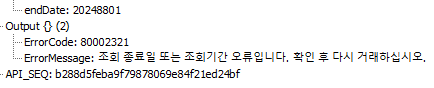 endDate: 20248801
Output {} (2)
ErrorCode: 80002321
ErrorMessage: 조회 종료일 또는 조회기간 오류입니다. 확인 후 다시 거래하십시오.
API_SEQ: b288d5feba9f79878069e84f21ed24bf